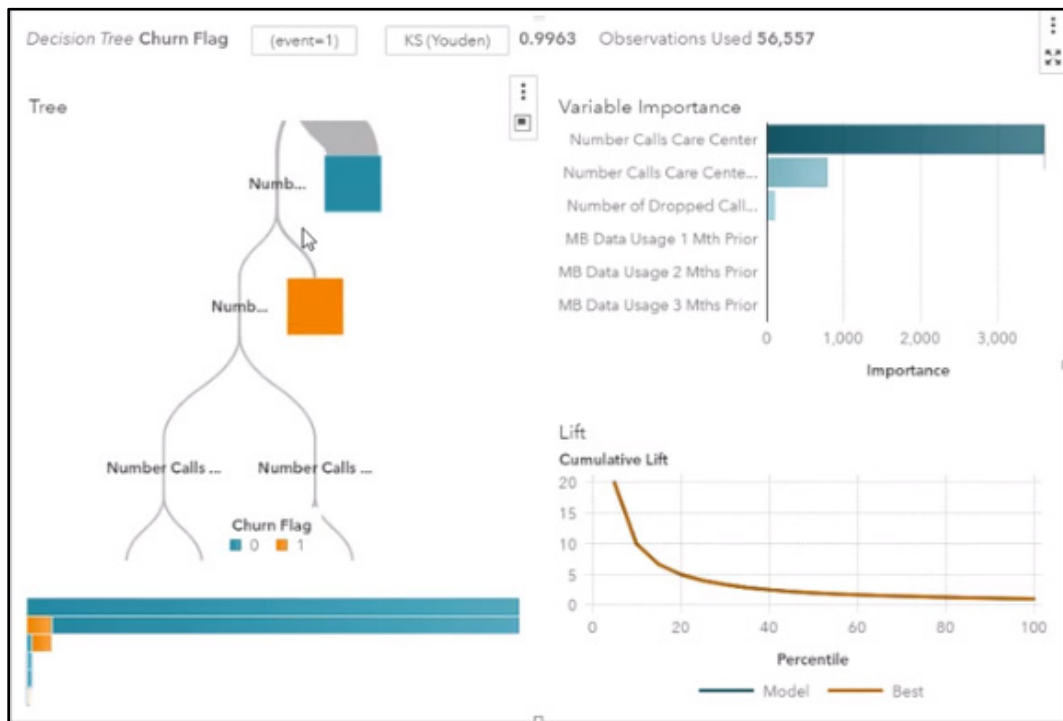 Decision Tree Churn Flag (event=1) KS (Youden) 0.9963 Observations Used 56,557
Tree
Numb...
Numb...
Number Calls ... Number Calls ...
Churn Flag
0 1
Variable Importance
Number Calls Care Center
Number Calls Care Cente...
Number of Dropped Call...
MB Data Usage 1 Mth Prior
MB Data Usage 2 Mths Prior
MB Data Usage 3 Mths Prior
0 1,000 2,000 3,000
Importance
Lift
Cumulative Lift
20
15
10
5
0
0 20 40 60 80 100
Percentile
Model Best